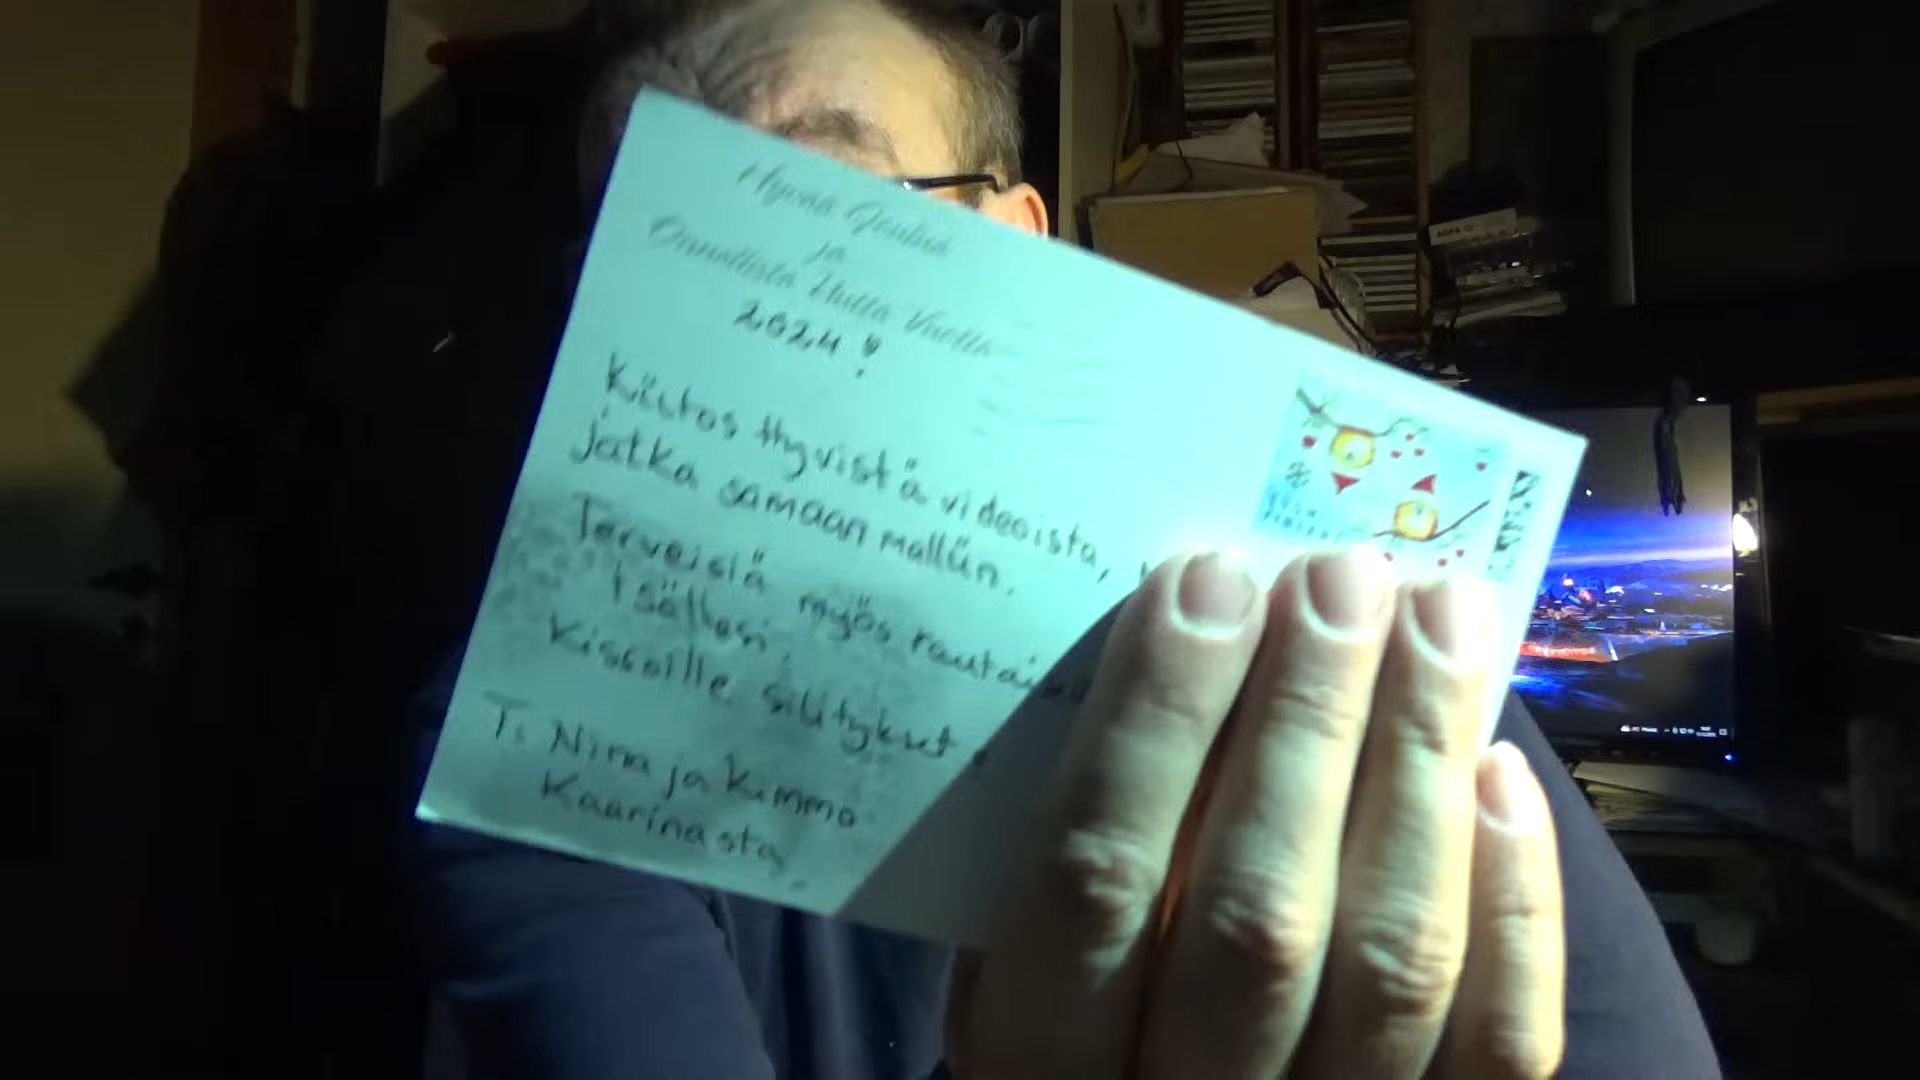 Hyvää Joulua
ja
Onnellista Uutta Vuotta
2024!
Kiitos Hyvistä videoista,
jatka samaan malliin.
Terveisiä myös
isällesi.
Kissoille silitykset
T. Nina ja Kimmo
Kaarinasta
AGFA